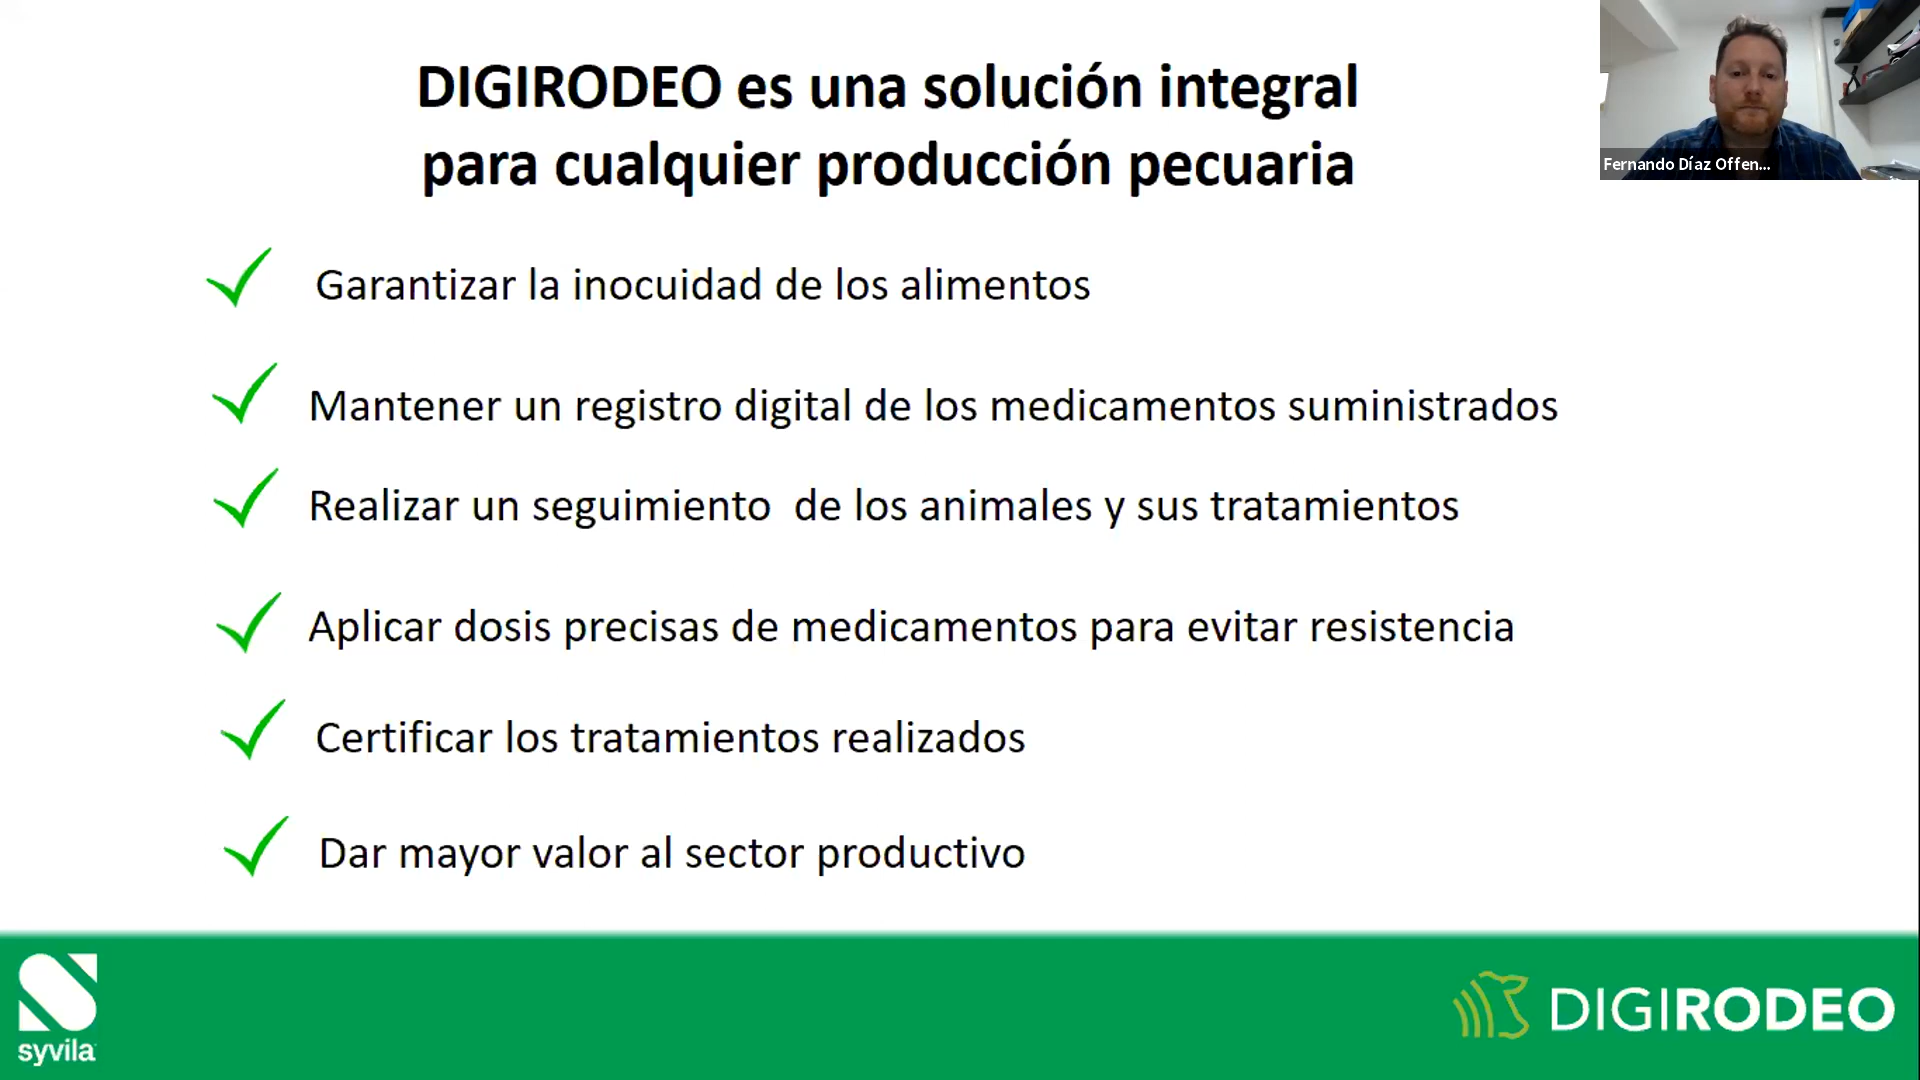 DIGIRODEO es una solución integral
para cualquier producción pecuaria
Fernando Díaz Offen...
Garantizar la inocuidad de los alimentos
Mantener un registro digital de los medicamentos suministrados
Realizar un seguimiento  de los animales y sus tratamientos
Aplicar dosis precisas de medicamentos para evitar resistencia
Certificar los tratamientos realizados
Dar mayor valor al sector productivo
syvila
DIGIRODEO